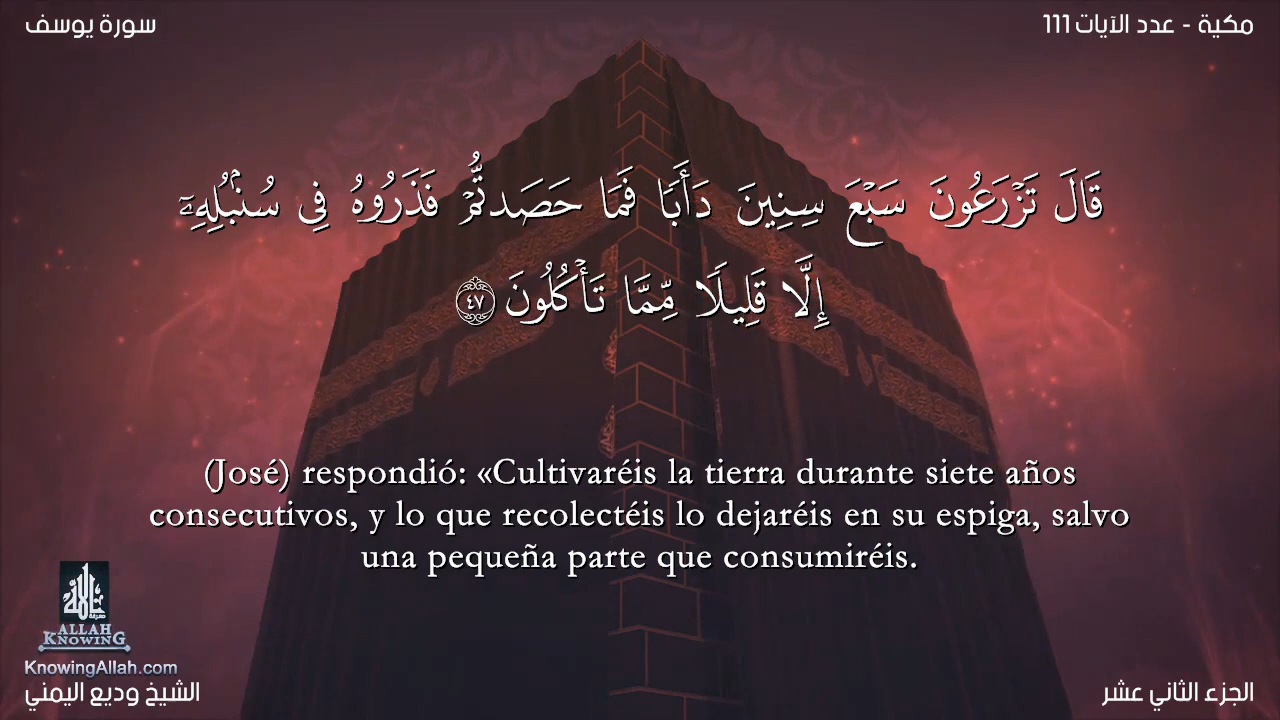 سورة يوسف
مكية - عدد الآيات 111
قَالَ تَزْرَعُونَ سَبْعَ سِنِينَ دَأَبًا فَمَا حَصَدتُّمْ فَذَرُوهُ فِى سُنۢبُلِهِۦٓ
إِلَّا قَلِيلًا مِّمَّا تَأْكُلُونَ ٤٧
(José) respondió: «Cultivaréis la tierra durante siete años
consecutivos, y lo que recolectéis lo dejaréis en su espiga, salvo
una pequeña parte que consumiréis.
الله
معرفة
ALLAH
KNOWING
KnowingAllah.com
الشيخ وديع اليمني
الجزء الثاني عشر